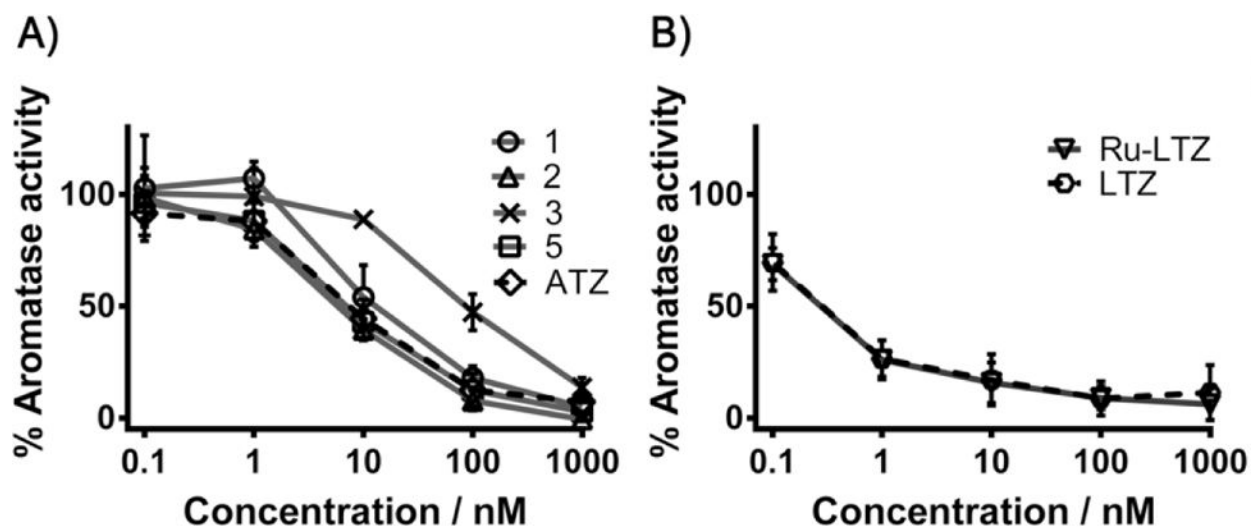 A)
% Aromatase activity
100
50
0
0.1 1 10 100 1000
Concentration / nM
1
2
3
5
ATZ
B)
% Aromatase activity
100
50
0
0.1 1 10 100 1000
Concentration / nM
Ru-LTZ
LTZ